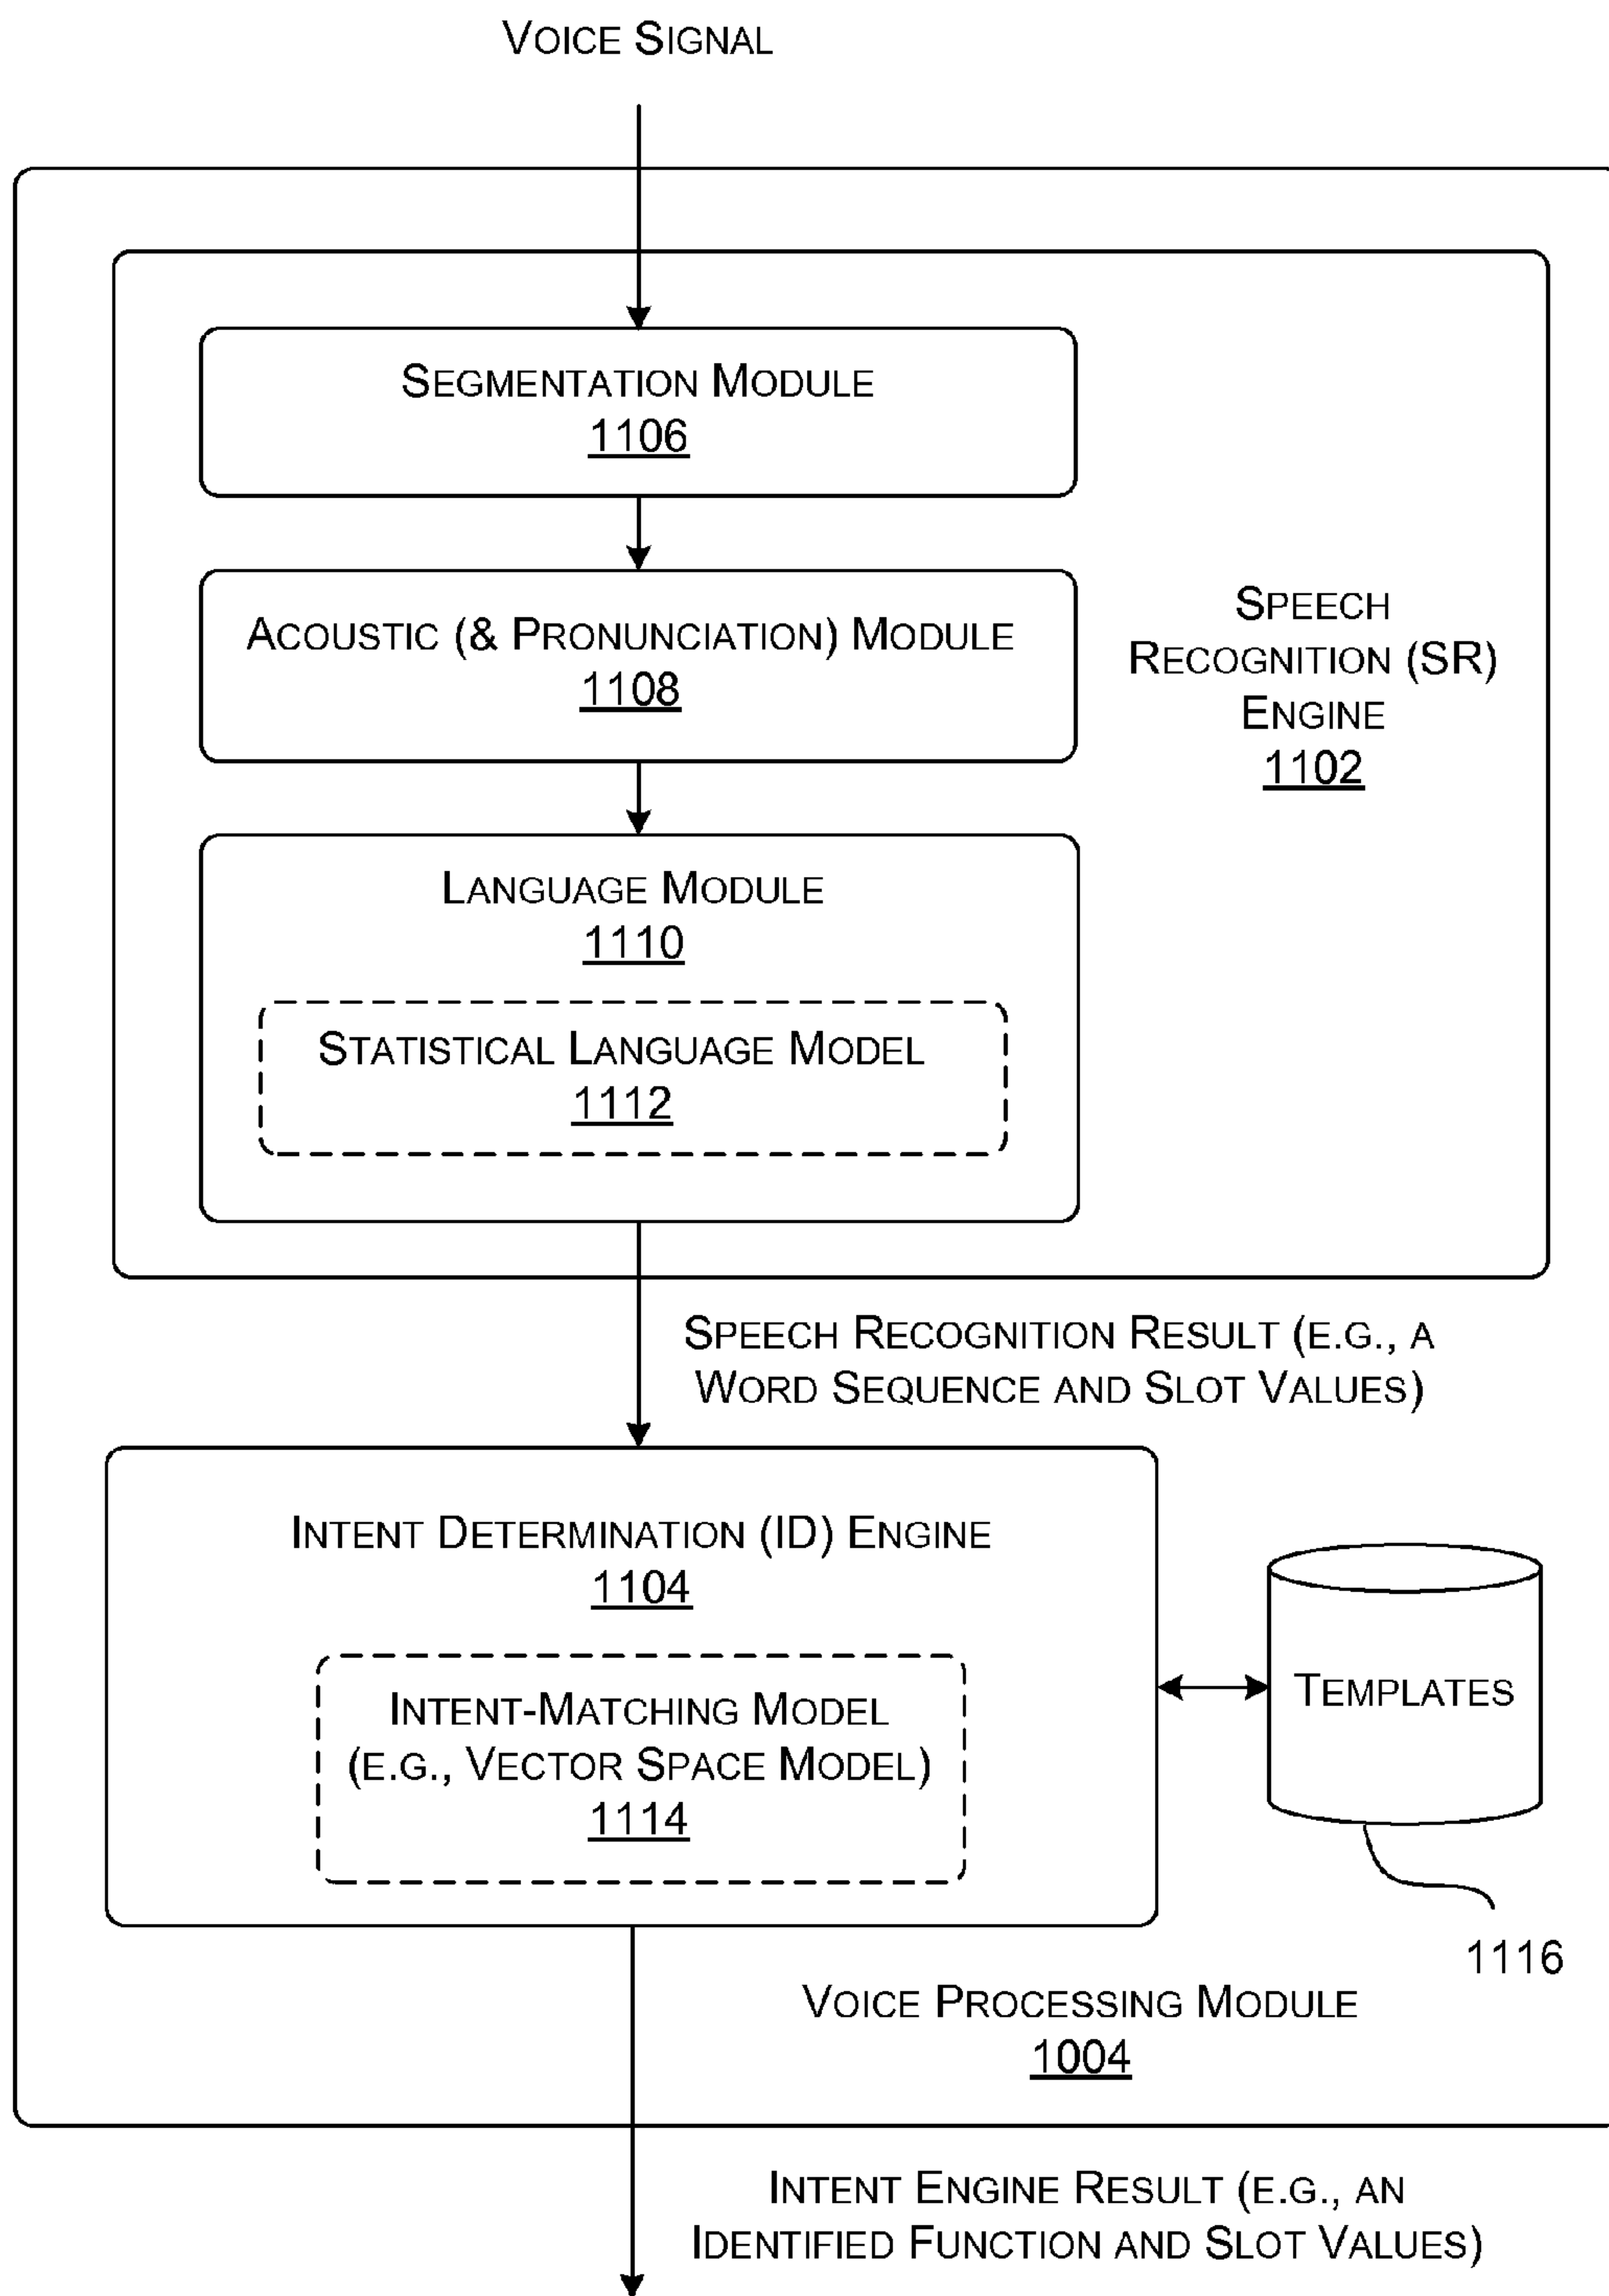 VOICE SIGNAL
SEGMENTATION MODULE
1106
ACOUSTIC (& PRONUNCIATION) MODULE
1108
SPEECH
RECOGNITION (SR)
ENGINE
1102
LANGUAGE MODULE
1110
STATISTICAL LANGUAGE MODEL
1112
SPEECH RECOGNITION RESULT (E.G., A
WORD SEQUENCE AND SLOT VALUES)
INTENT DETERMINATION (ID) ENGINE
1104
INTENT-MATCHING MODEL
(E.G., VECTOR SPACE MODEL)
1114
TEMPLATES
1116
VOICE PROCESSING MODULE
1004
INTENT ENGINE RESULT (E.G., AN
IDENTIFIED FUNCTION AND SLOT VALUES)